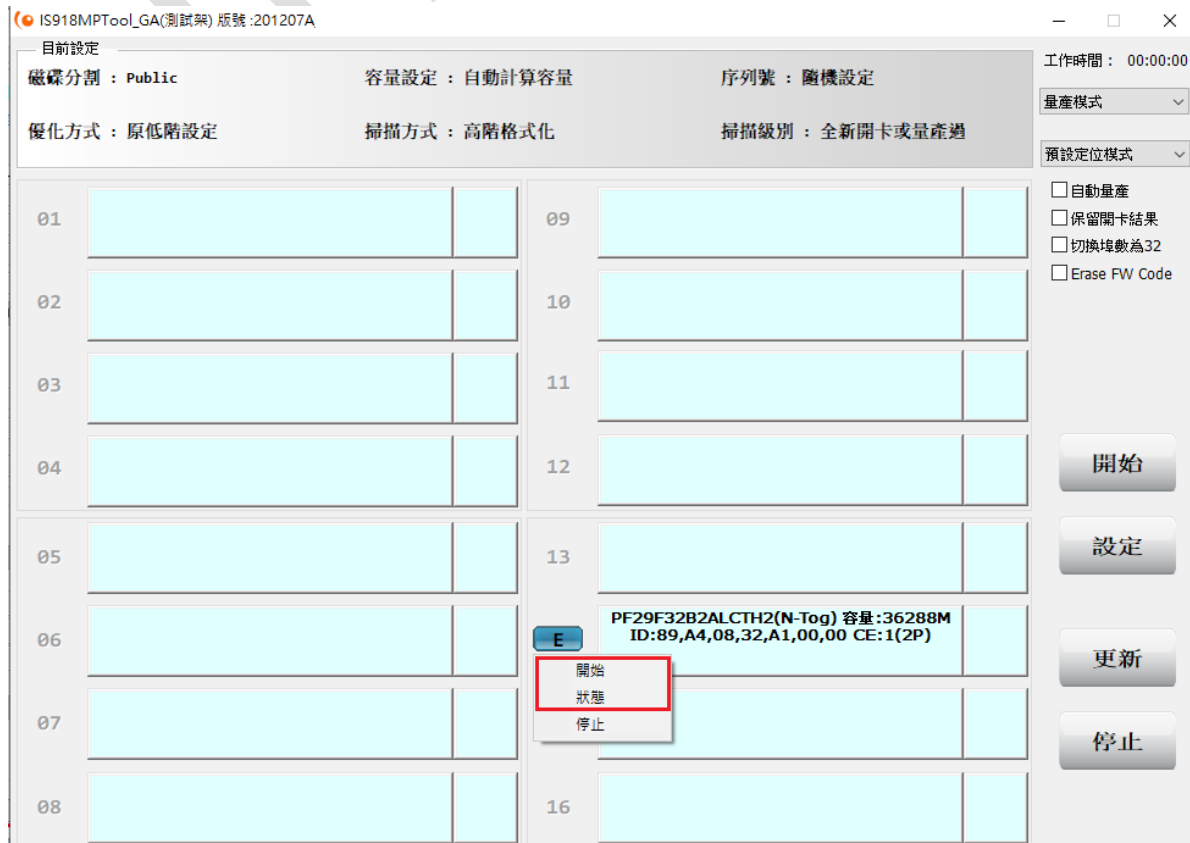 IS918MPTool_GA(測試架) 版號 :201207A
目前設定
磁碟分割 : Public
容量設定 : 自動計算容量
序列號 : 隨機設定
優化方式 : 原低階設定
掃描方式 : 高階格式化
掃描級別 : 全新開卡或量產過
工作時間 : 00:00:00
量產模式
預設定位模式
自動量產
保留開卡結果
切換埠數為32
Erase FW Code
01
02
03
04
05
06
07
08
09
10
11
12
13
E
PF29F32B2ALCTH2(N-Tog) 容量:36288M
ID:89,A4,08,32,A1,00,00 CE:1(2P)
開始
狀態
停止
16
開始
設定
更新
停止